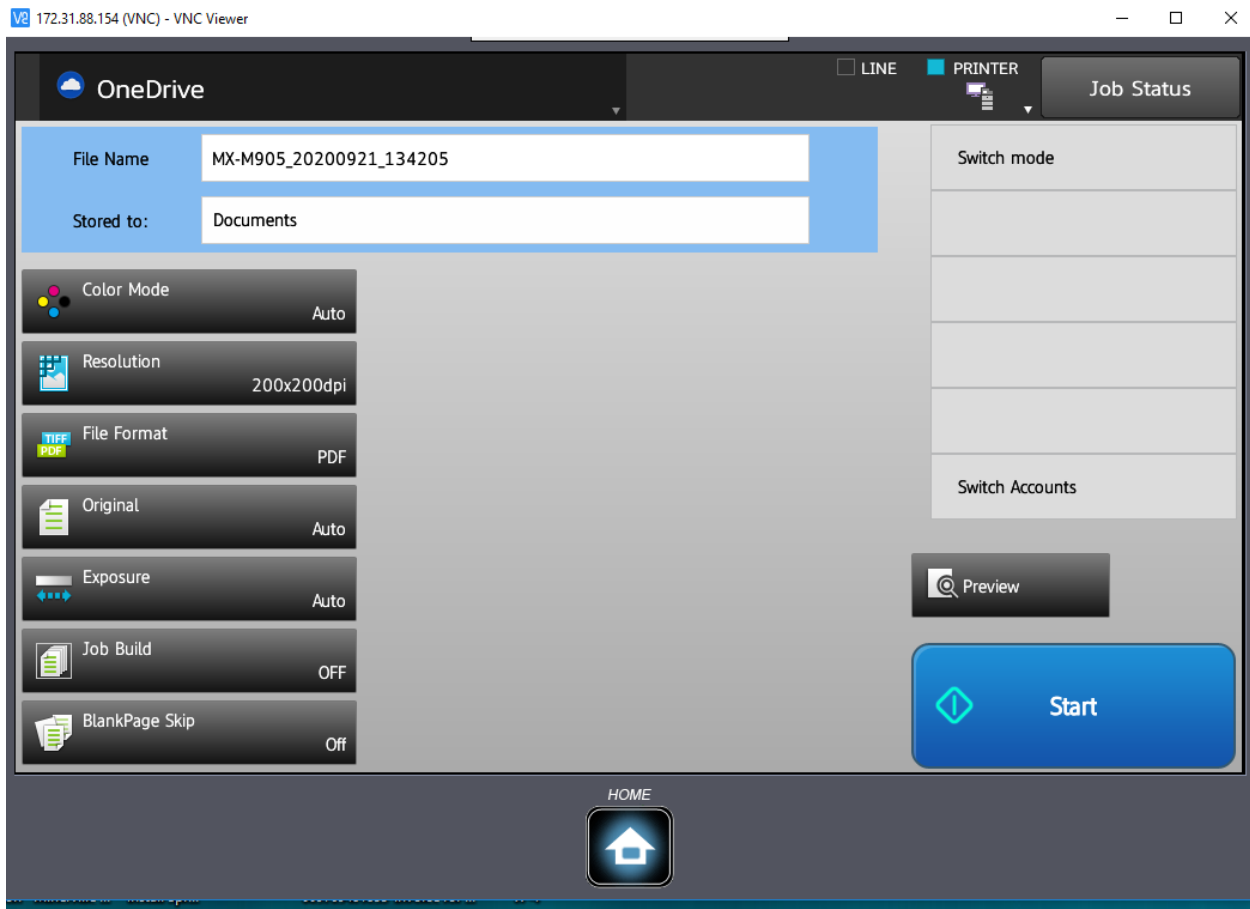 172.31.88.154 (VNC) - VNC Viewer
OneDrive
LINE
PRINTER
Job Status
File Name
MX-M905_20200921_134205
Switch mode
Stored to:
Documents
Color Mode
Auto
Resolution
200x200dpi
TIFF
PDF
File Format
PDF
Original
Auto
Switch Accounts
Exposure
Auto
Preview
Job Build
OFF
Start
BlankPage Skip
Off
HOME